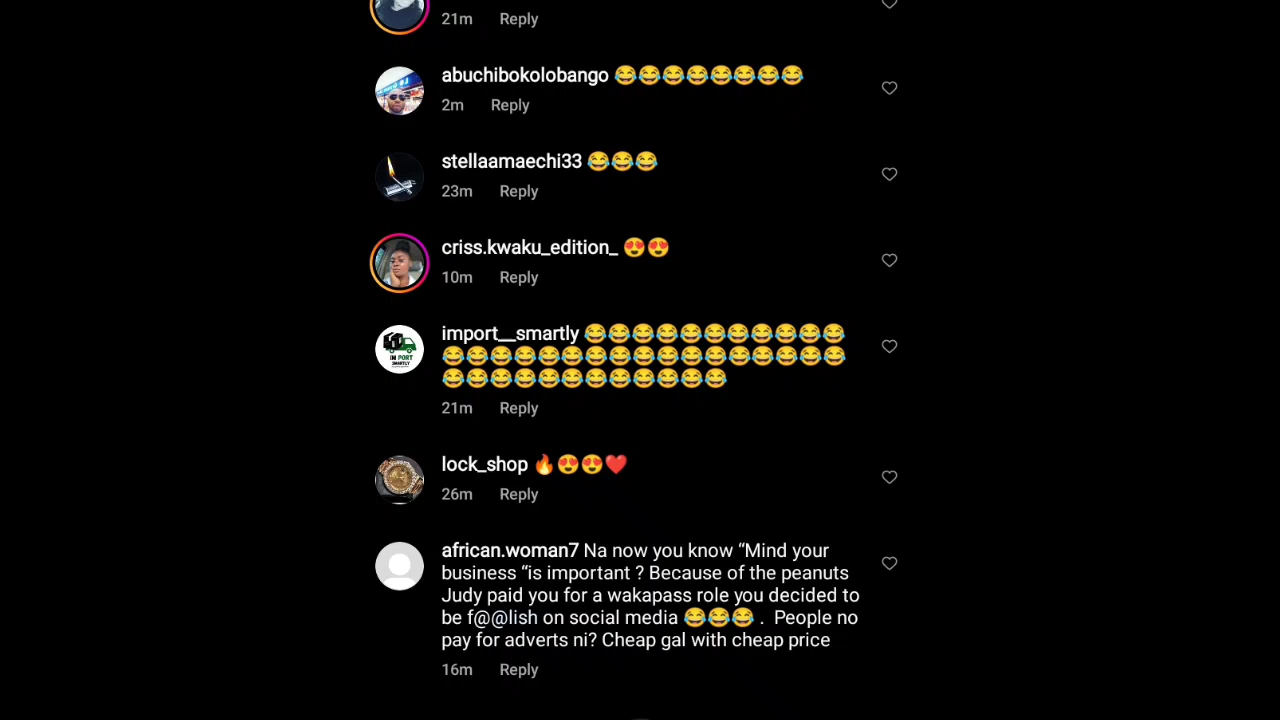 21m Reply
abuchibokolobango 😂😂😂😂😂😂😂😂
2m Reply
stellaamaechi33 😂😂😂
23m Reply
criss.kwaku_edition_ 😍😍
10m Reply
import__smartly 😂😂😂😂😂😂😂😂😂😂😂
😂😂😂😂😂😂😂😂😂😂😂😂😂😂😂😂😂
😂😂😂😂😂😂😂😂😂😂😂😂
IM PORT
SMARTLY
21m Reply
lock_shop 🔥😍😍❤️
26m Reply
african.woman7 Na now you know “Mind your
business “is important ? Because of the peanuts
Judy paid you for a wakapass role you decided to
be f@@lish on social media 😂😂😂 . People no
pay for adverts ni? Cheap gal with cheap price
16m Reply